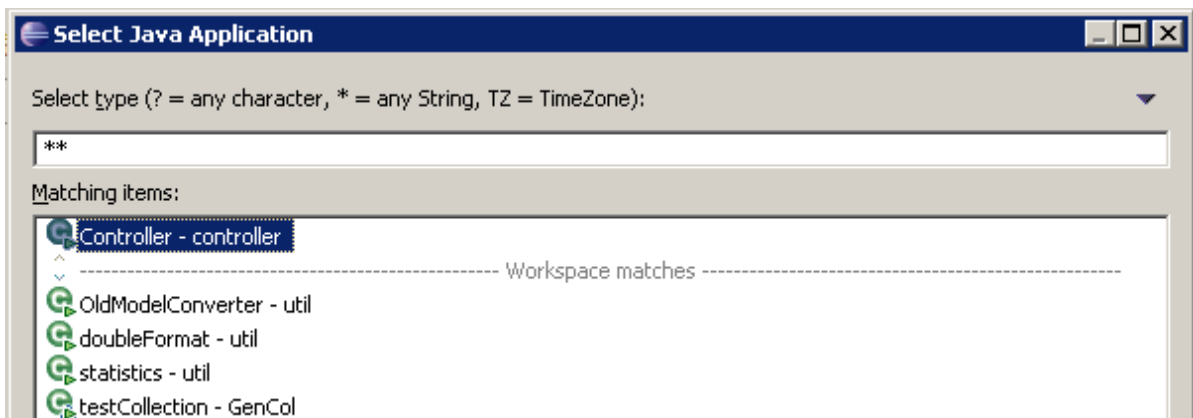 Select Java Application
Select type (? = any character, * = any String, TZ = TimeZone):
**
Matching items:
Controller - controller
Workspace matches
OldModelConverter - util
doubleFormat - util
statistics - util
testCollection - GenCol